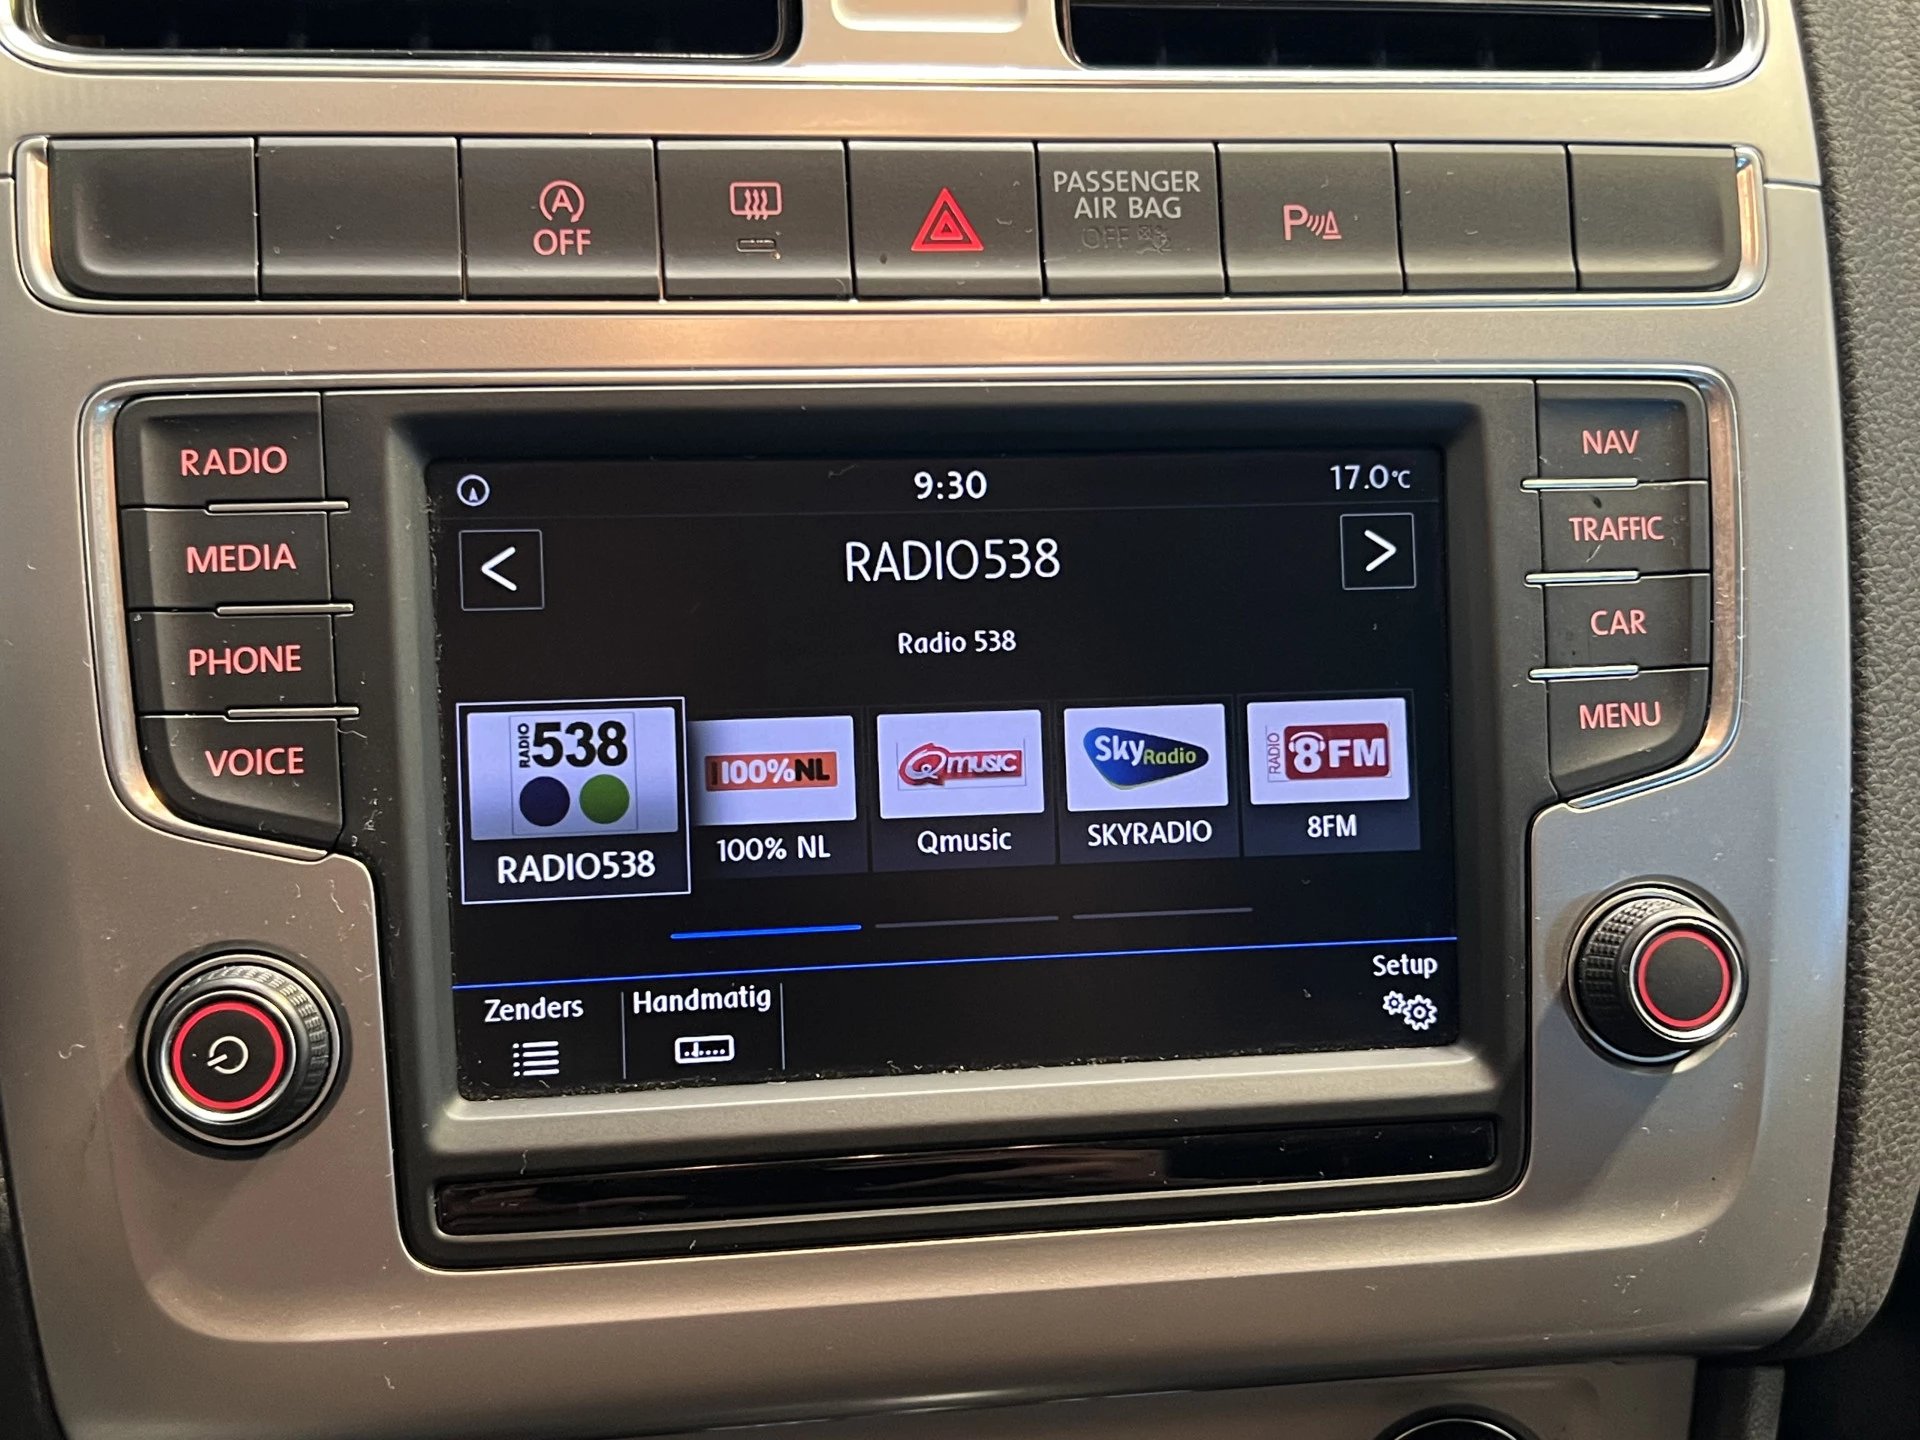 A
OFF
PASSENGER
AIR BAG
OFF
P
RADIO
MEDIA
PHONE
VOICE
9:30
17.0°C
<
RADIO538
>
Radio 538
RADIO 538
RADIO538
100%NL
100% NL
Qmusic
Qmusic
Sky Radio
SKYRADIO
RADIO 8FM
8FM
Zenders
Handmatig
Setup
NAV
TRAFFIC
CAR
MENU